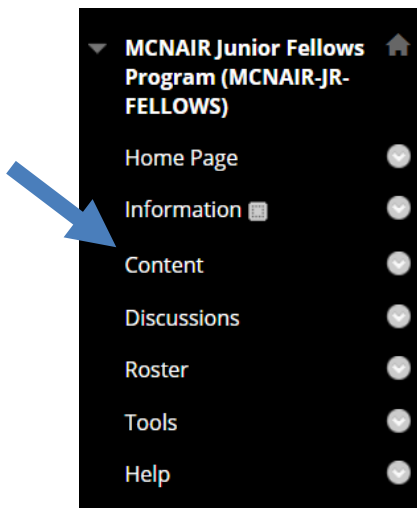 MCNAIR Junior Fellows
Program (MCNAIR-JR-
FELLOWS)
Home Page
Information
Content
Discussions
Roster
Tools
Help